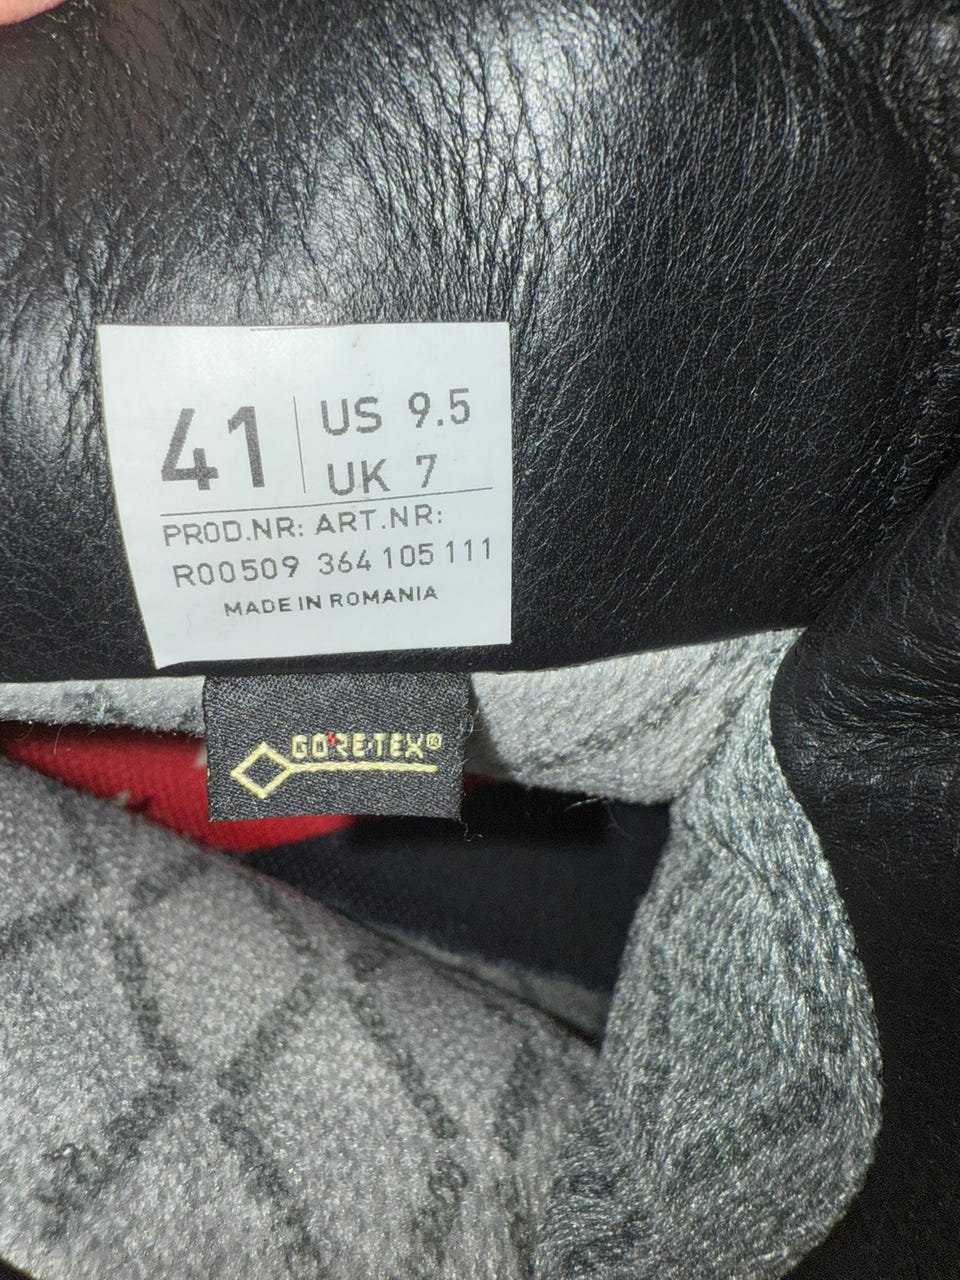 41
US 9.5
UK 7
PROD.NR: ART.NR:
R00509 364 105 111
MADE IN ROMANIA
GORE-TEX®